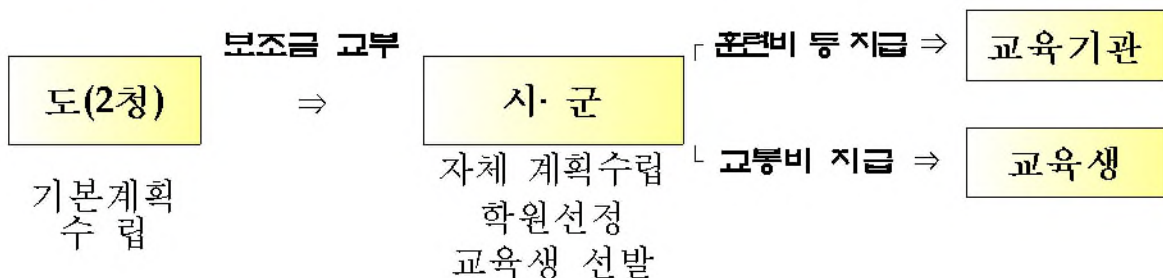 보조금 교부
┌ 훈련비 등 지급 ⇒
교육기관
도(2청)
⇒
시· 군
└ 교통비 지급 ⇒
교육생
기본계획
수 립
자체 계획수립
학원선정
교육생 선발